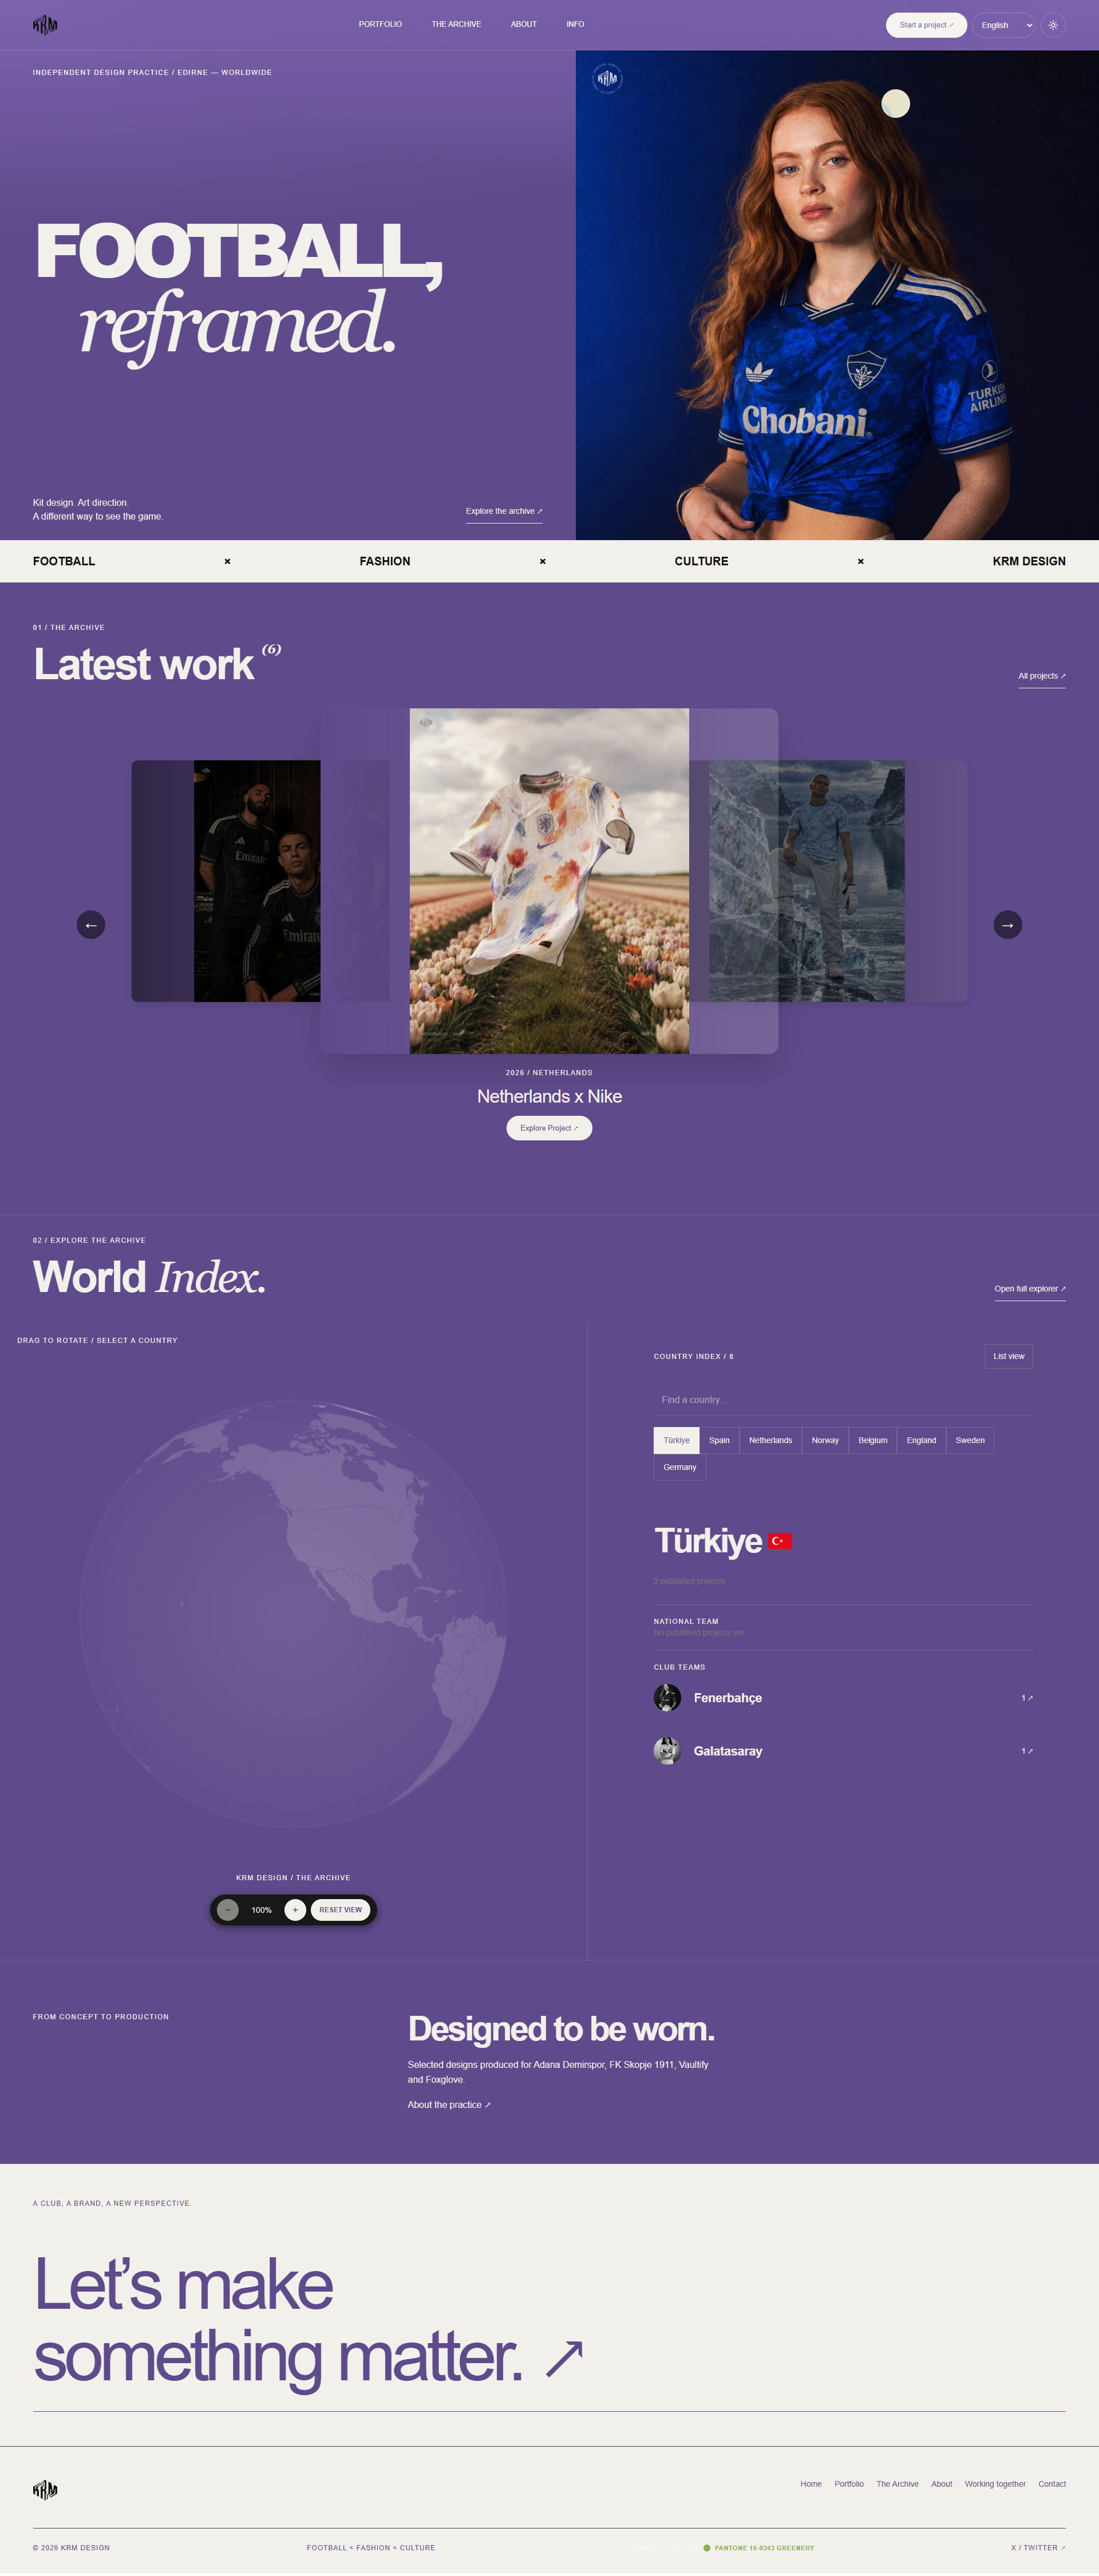 KRM
PORTFOLIO
THE ARCHIVE
ABOUT
INFO
Start a project ↗
English
INDEPENDENT DESIGN PRACTICE / EDIRNE — WORLDWIDE
FOOTBALL,
reframed.
Kit design. Art direction.
A different way to see the game.
Explore the archive ↗
KRM
Chobani
TURKISH
AIRLINES
FOOTBALL
×
FASHION
×
CULTURE
×
KRM DESIGN
01 / THE ARCHIVE
Latest work (6)
All projects ↗
Emirate
Emirate
←
→
2026 / NETHERLANDS
Netherlands x Nike
Explore Project ↗
02 / EXPLORE THE ARCHIVE
World Index.
Open full explorer ↗
DRAG TO ROTATE / SELECT A COUNTRY
COUNTRY INDEX / 8
List view
Find a country...
Türkiye
Spain
Netherlands
Norway
Belgium
England
Sweden
Germany
Türkiye
2 published projects
NATIONAL TEAM
No published projects yet
CLUB TEAMS
Fenerbahçe
1 ↗
Galatasaray
1 ↗
KRM DESIGN / THE ARCHIVE
−
100%
+
RESET VIEW
FROM CONCEPT TO PRODUCTION
Designed to be worn.
Selected designs produced for Adana Demirspor, FK Skopje 1911, Vaultify
and Foxglove.
About the practice ↗
A CLUB, A BRAND, A NEW PERSPECTIVE.
Let’s make
something matter. ↗
KRM
Home
Portfolio
The Archive
About
Working together
Contact
© 2026 KRM DESIGN
FOOTBALL × FASHION × CULTURE
PANTONE 15-0343 GREENERY
X / TWITTER ↗